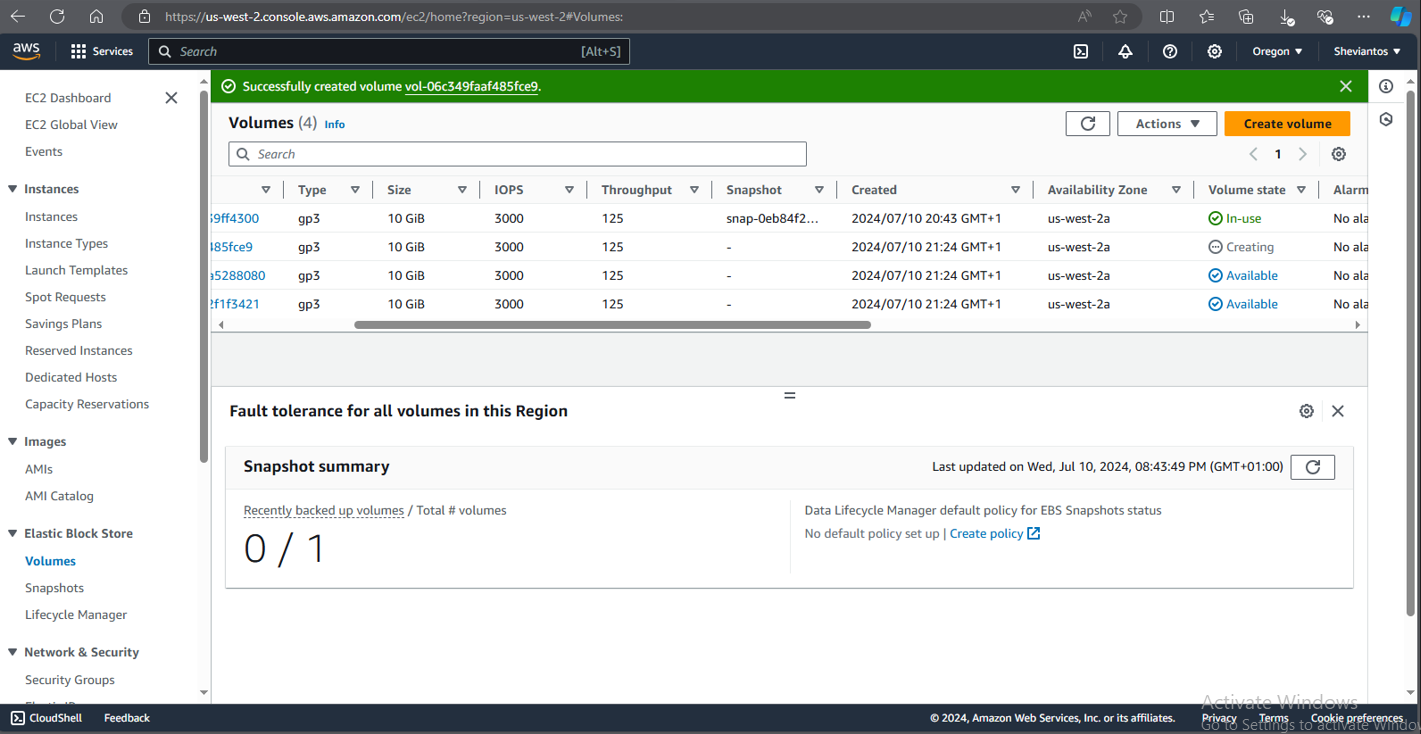 https://us-west-2.console.aws.amazon.com/ec2/home?region=us-west-2#Volumes:
aws Services Search [Alt+S] Oregon Sheviantos
EC2 Dashboard
EC2 Global View
Events
Instances
Instances
Instance Types
Launch Templates
Spot Requests
Savings Plans
Reserved Instances
Dedicated Hosts
Capacity Reservations
Images
AMIs
AMI Catalog
Elastic Block Store
Volumes
Snapshots
Lifecycle Manager
Network & Security
Security Groups
Successfully created volume vol-06c349faaf485fce9.
Volumes (4) Info Actions Create volume
Search 1
Type Size IOPS Throughput Snapshot Created Availability Zone Volume state Alarm
9ff4300 gp3 10 GiB 3000 125 snap-0eb84f2... 2024/07/10 20:43 GMT+1 us-west-2a In-use No ala
485fce9 gp3 10 GiB 3000 125 - 2024/07/10 21:24 GMT+1 us-west-2a Creating No ala
a5288080 gp3 10 GiB 3000 125 - 2024/07/10 21:24 GMT+1 us-west-2a Available No ala
2f1f3421 gp3 10 GiB 3000 125 - 2024/07/10 21:24 GMT+1 us-west-2a Available No ala
Fault tolerance for all volumes in this Region
Snapshot summary Last updated on Wed, Jul 10, 2024, 08:43:49 PM (GMT+01:00)
Recently backed up volumes / Total # volumes
0 / 1
Data Lifecycle Manager default policy for EBS Snapshots status
No default policy set up | Create policy
Activate Windows
Go to Settings to activate Windo
CloudShell Feedback © 2024, Amazon Web Services, Inc. or its affiliates. Privacy Terms Cookie preferences